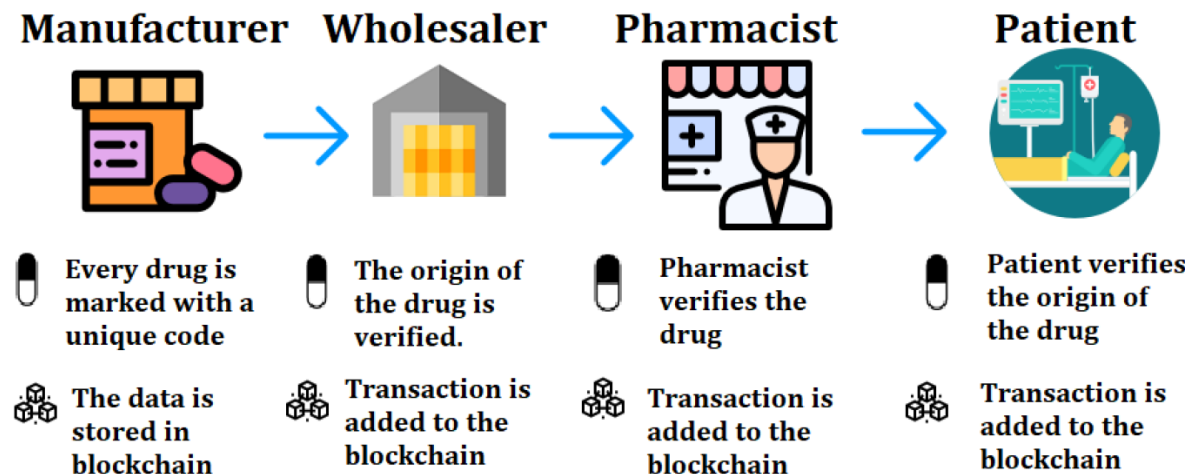 Manufacturer
Wholesaler
Pharmacist
Patient
Every drug is
marked with a
unique code
The origin of
the drug is
verified.
Pharmacist
verifies the
drug
Patient verifies
the origin of
the drug
The data is
stored in
blockchain
Transaction is
added to the
blockchain
Transaction is
added to the
blockchain
Transaction is
added to the
blockchain